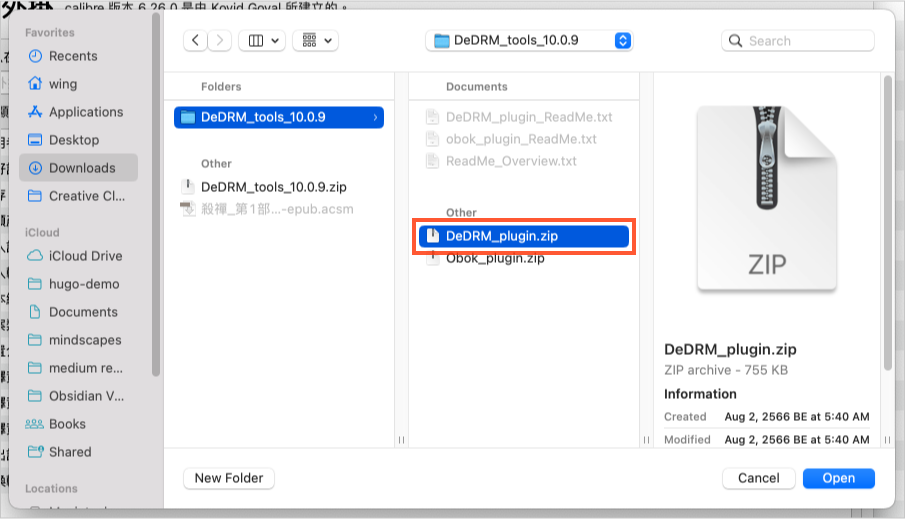 calibre 版本 6.26.0 是由 Kovid Goyal 所建立的。
Favorites
Recents
wing
Applications
Desktop
Downloads
Creative Cl...
iCloud
iCloud Drive
hugo-demo
Documents
mindscapes
medium re...
Obsidian V...
Books
Shared
Locations
DeDRM_tools_10.0.9
Search
Folders
DeDRM_tools_10.0.9
Other
DeDRM_tools_10.0.9.zip
殺禪_第1部...-epub.acsm
Documents
DeDRM_plugin_ReadMe.txt
obok_plugin_ReadMe.txt
ReadMe_Overview.txt
Other
DeDRM_plugin.zip
Obok_plugin.zip
ZIP
DeDRM_plugin.zip
ZIP archive - 755 KB
Information
Created Aug 2, 2566 BE at 5:40 AM
Modified Aug 2, 2566 BE at 5:40 AM
New Folder
Cancel
Open